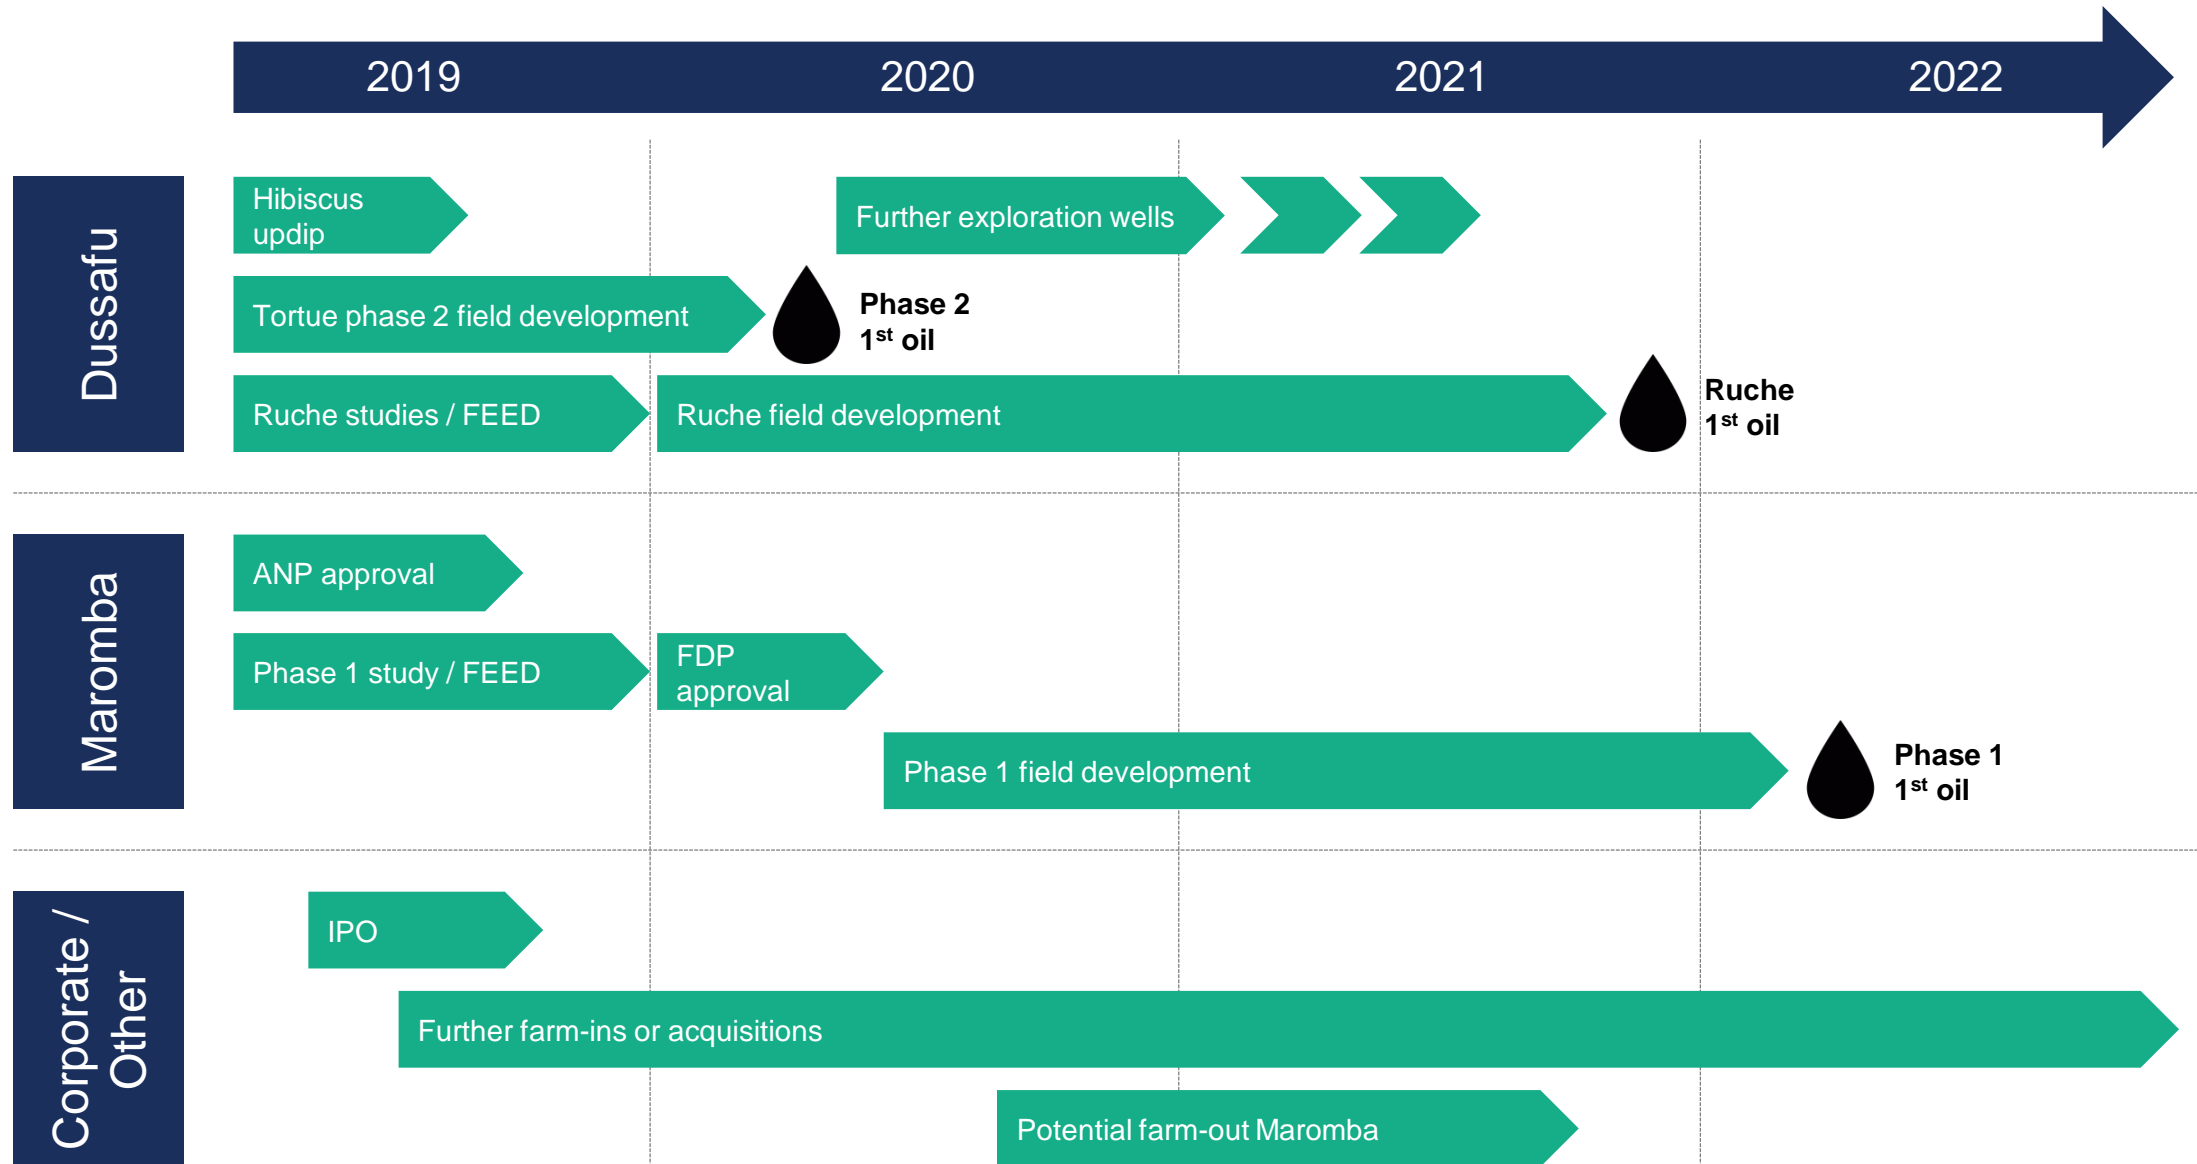 2019 2020 2021 2022
Dussafu
Hibiscus
updip
Further exploration wells
Tortue phase 2 field development
Phase 2
1st oil
Ruche studies / FEED
Ruche field development
Ruche
1st oil
Maromba
ANP approval
Phase 1 study / FEED
FDP
approval
Phase 1 field development
Phase 1
1st oil
Corporate /
Other
IPO
Further farm-ins or acquisitions
Potential farm-out Maromba